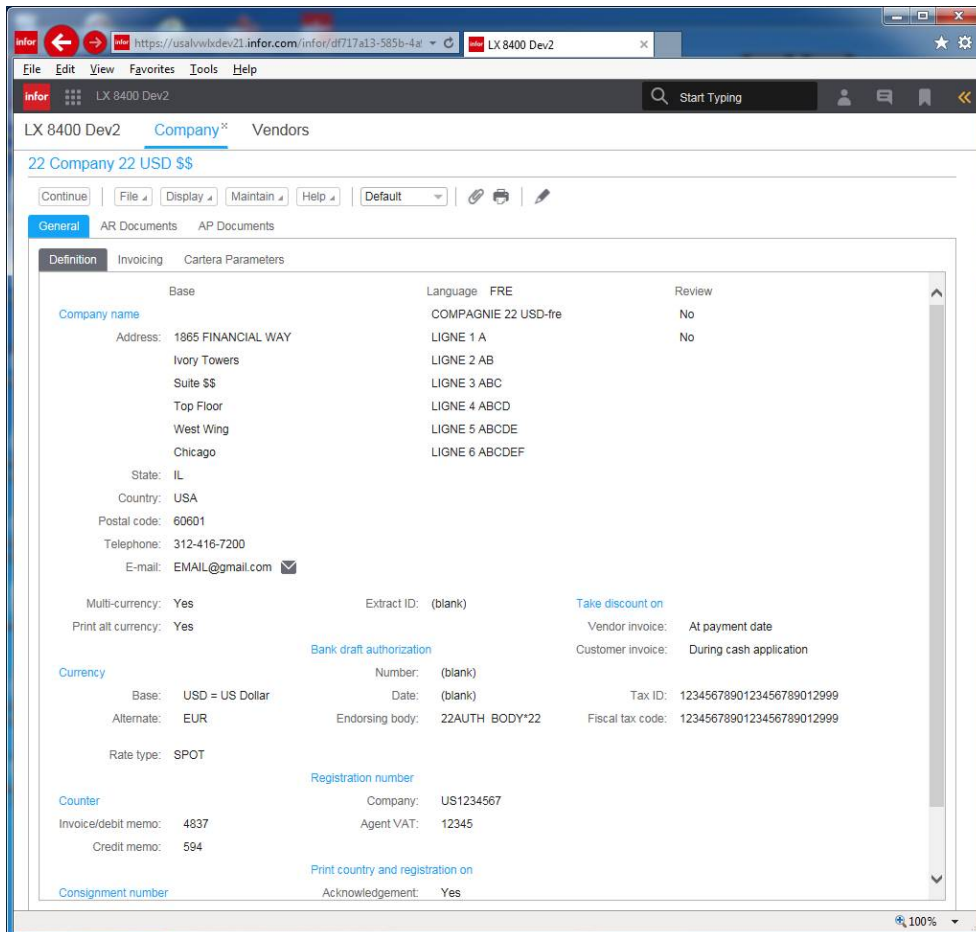 infor infor https://usalvwlxdev21.infor.com/infor/df717a13-585b-4a infor LX 8400 Dev2
File Edit View Favorites Tools Help
infor LX 8400 Dev2 Start Typing
LX 8400 Dev2 Company Vendors
22 Company 22 USD $$
Continue File Display Maintain Help Default
General AR Documents AP Documents
Definition Invoicing Cartera Parameters
Base Language FRE Review
Company name COMPAGNIE 22 USD-fre No
Address: 1865 FINANCIAL WAY LIGNE 1 A No
Ivory Towers LIGNE 2 AB
Suite $$ LIGNE 3 ABC
Top Floor LIGNE 4 ABCD
West Wing LIGNE 5 ABCDE
Chicago LIGNE 6 ABCDEF
State: IL
Country: USA
Postal code: 60601
Telephone: 312-416-7200
E-mail: EMAIL@gmail.com
Multi-currency: Yes Extract ID: (blank) Take discount on
Print alt currency: Yes Vendor invoice: At payment date
Bank draft authorization Customer invoice: During cash application
Currency Number: (blank)
Base: USD = US Dollar Date: (blank) Tax ID: 1234567890123456789012999
Alternate: EUR Endorsing body: 22AUTH BODY*22 Fiscal tax code: 1234567890123456789012999
Rate type: SPOT
Registration number
Counter Company: US1234567
Invoice/debit memo: 4837 Agent VAT: 12345
Credit memo: 594
Print country and registration on
Consignment number Acknowledgement: Yes
100%